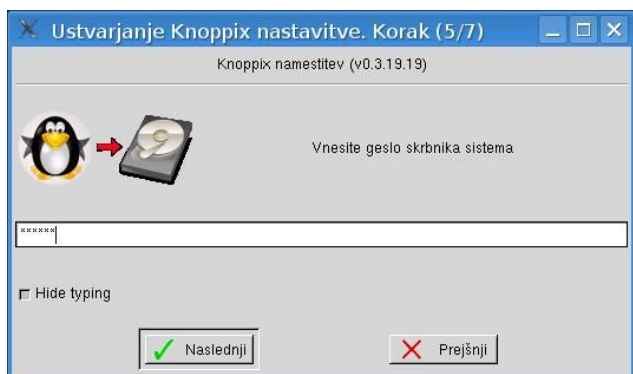 Ustvarjanje Knoppix nastavitve. Korak (5/7)
Knoppix namestitev (v0.3.19.19)
Vnesite geslo skrbnika sistema
******
Hide typing
Naslednji
Prejšnji